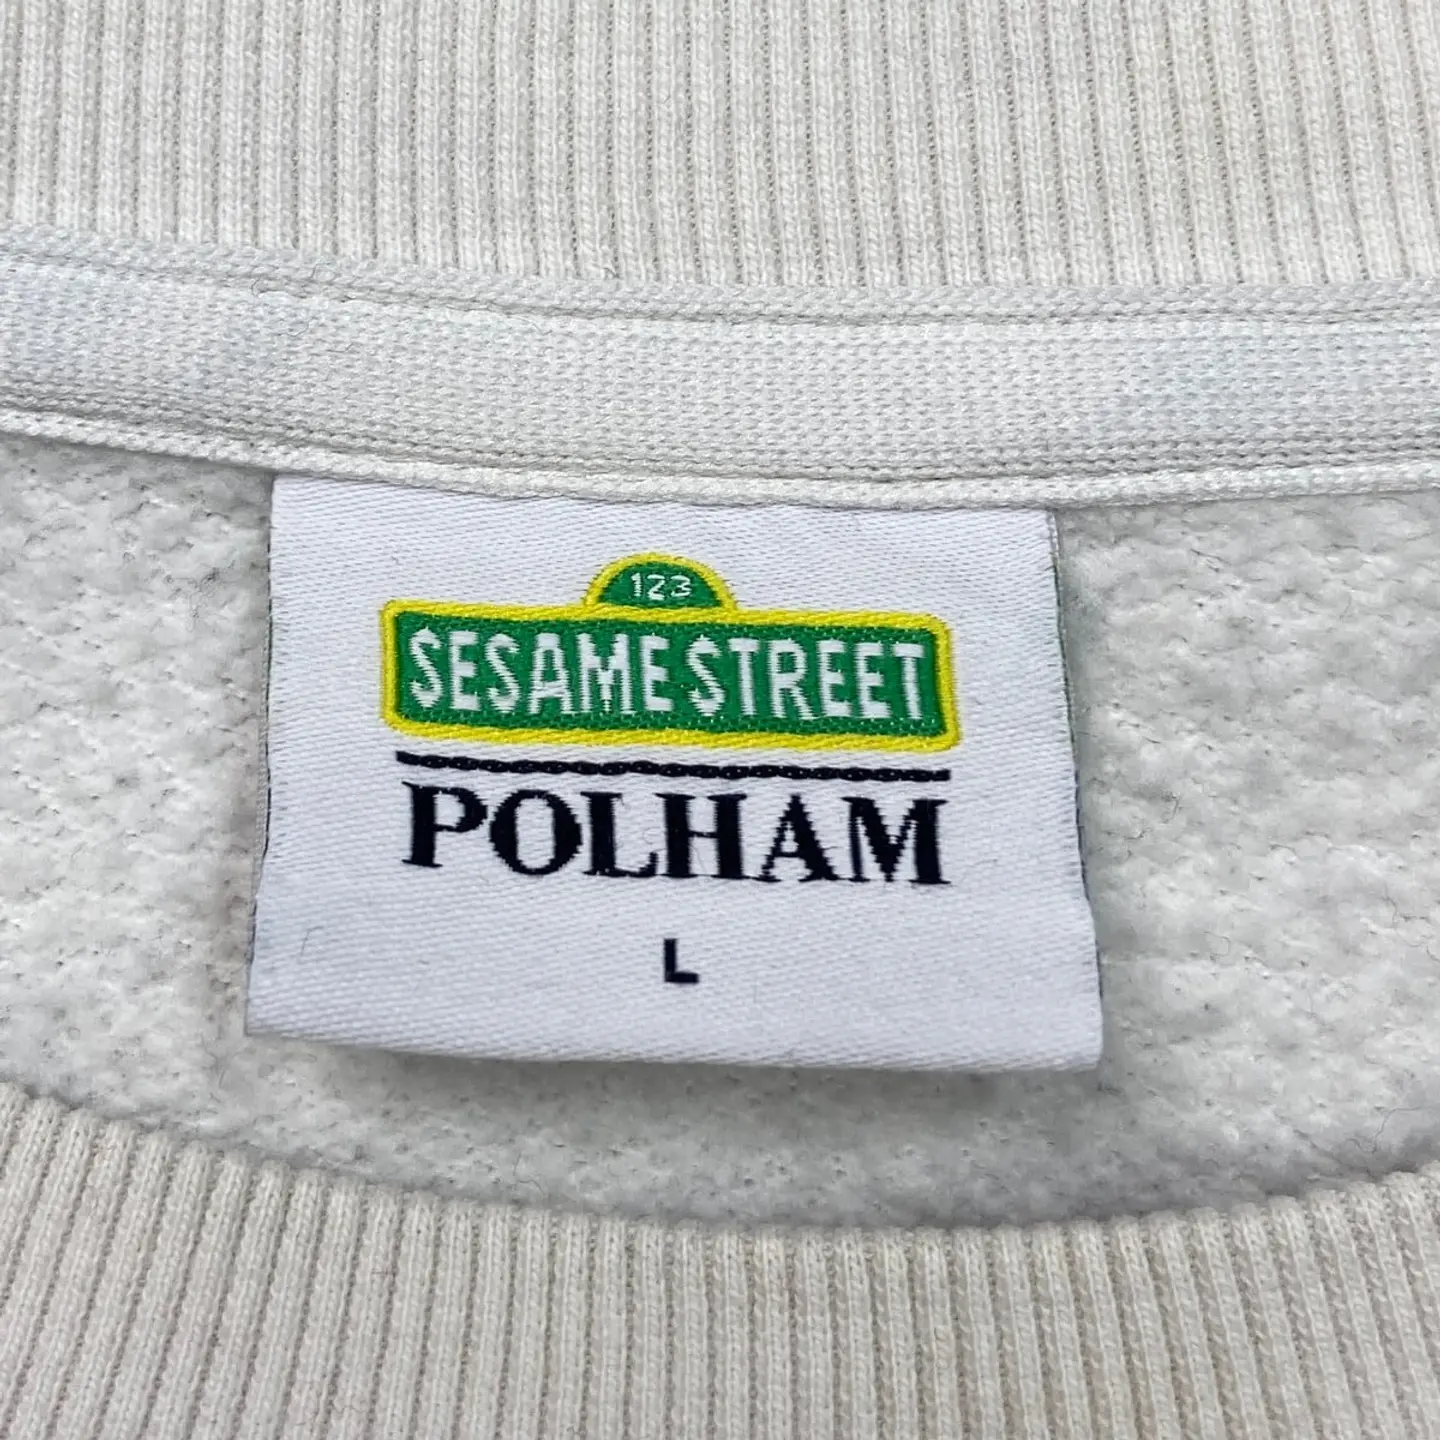 123
SESAME STREET
POLHAM
L